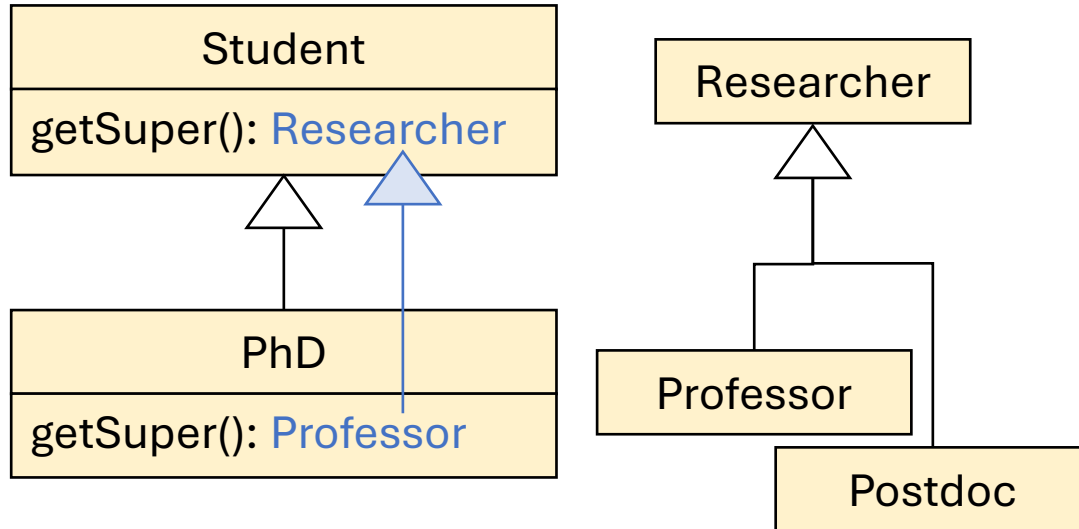 Student
getSuper(): Researcher
PhD
getSuper(): Professor
Researcher
Professor
Postdoc